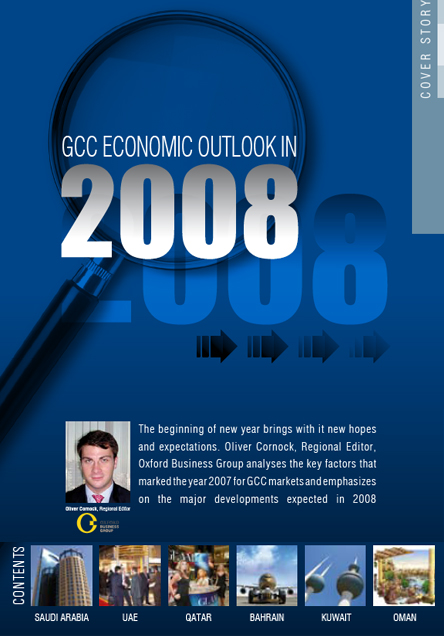 COVER STORY
GCC ECONOMIC OUTLOOK IN
2008
2008
The beginning of new year brings with it new hopes
and expectations. Oliver Cornock, Regional Editor,
Oxford Business Group analyses the key factors that
marked the year 2007 for GCC markets and emphasizes
on the major developments expected in 2008
Oliver Cornock, Regional Editor
OXFORD
BUSINESS
GROUP
CONTENTS
SAUDI ARABIA
UAE
QATAR
BAHRAIN
KUWAIT
OMAN